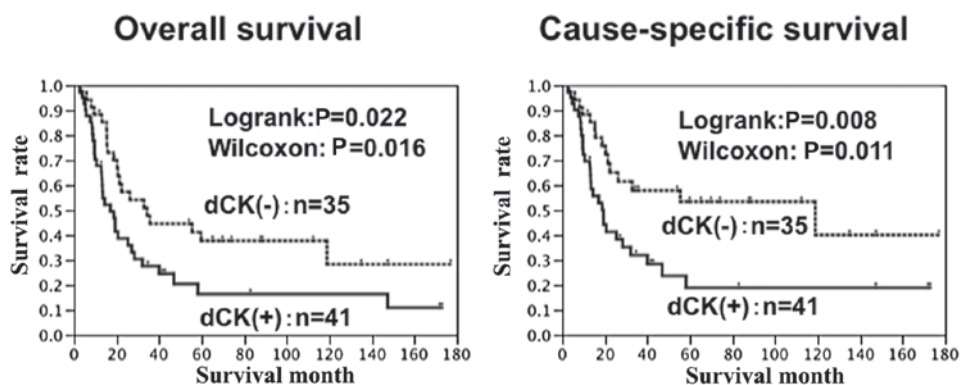 Overall survival
Cause-specific survival
1.0
0.9
0.8
0.7
0.6
0.5
0.4
0.3
0.2
0.1
0.0
Survival rate
Logrank:P=0.022
Wilcoxon: P=0.016
dCK(-):n=35
dCK(+):n=41
0 20 40 60 80 100 120 140 160 180
Survival month
1.0
0.9
0.8
0.7
0.6
0.5
0.4
0.3
0.2
0.1
0.0
Survival rate
Logrank:P=0.008
Wilcoxon: P=0.011
dCK(-):n=35
dCK(+):n=41
0 20 40 60 80 100 120 140 160 180
Survival month